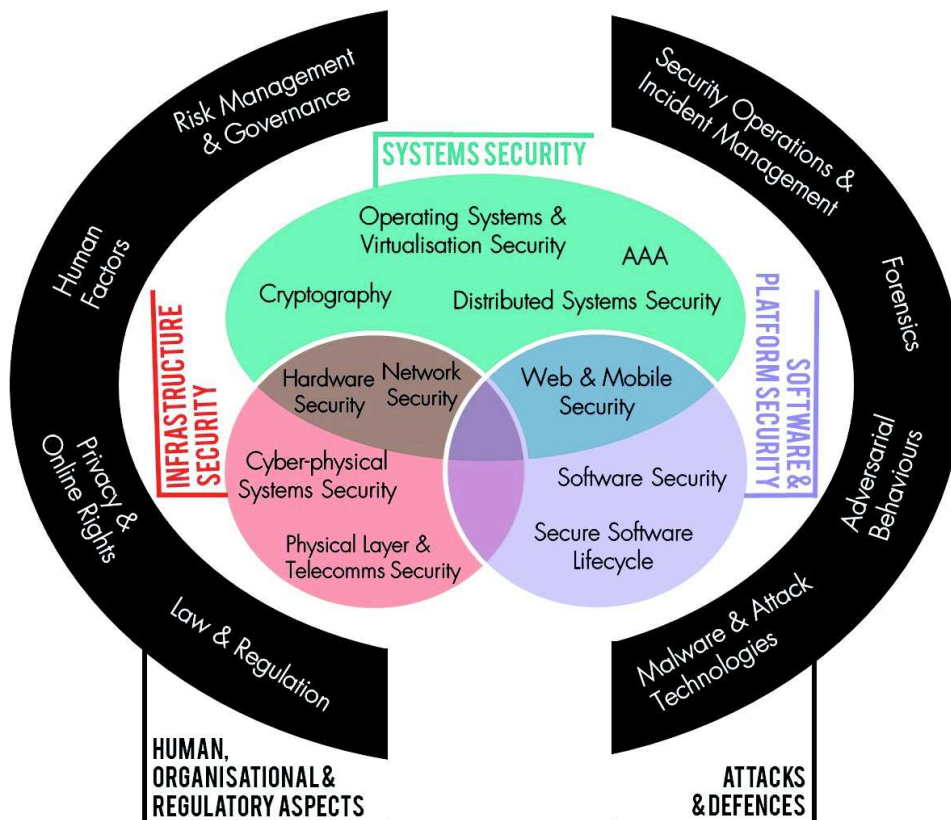 Risk Management
& Governance
Human
Factors
Privacy &
Online Rights
Law & Regulation
HUMAN,
ORGANISATIONAL &
REGULATORY ASPECTS
SYSTEMS SECURITY
Operating Systems &
Virtualisation Security
AAA
Cryptography
Distributed Systems Security
INFRASTRUCTURE
SECURITY
Hardware
Security
Network
Security
Cyber-physical
Systems Security
Physical Layer &
Telecomms Security
Web & Mobile
Security
Software Security
Secure Software
Lifecycle
SOFTWARE &
PLATFORM SECURITY
Security Operations &
Incident Management
Forensics
Adversarial
Behaviours
Malware & Attack
Technologies
ATTACKS
& DEFENCES